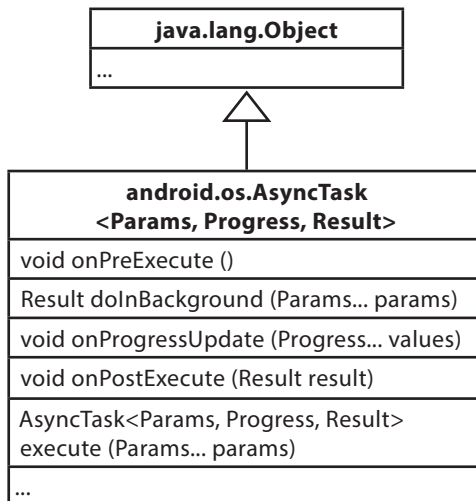 java.lang.Object
...
android.os.AsyncTask
<Params, Progress, Result>
void onPreExecute ()
Result doInBackground (Params... params)
void onProgressUpdate (Progress... values)
void onPostExecute (Result result)
AsyncTask<Params, Progress, Result>
execute (Params... params)
...